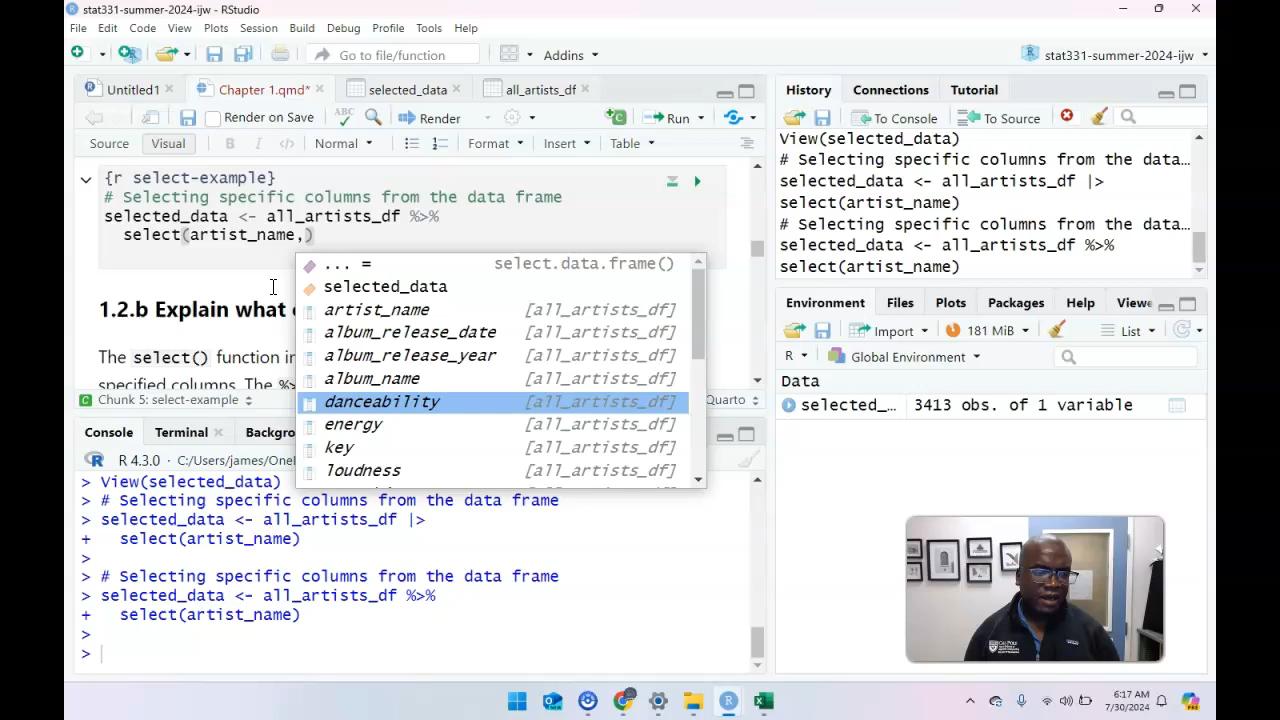 stat331-summer-2024-ijw - RStudio
File Edit Code View Plots Session Build Debug Profile Tools Help
Go to file/function Addins stat331-summer-2024-ijw
Untitled1 Chapter 1.qmd* selected_data all_artists_df
Render on Save ABC Render Run
Source Visual B I </> Normal Format Insert Table
{r select-example}
# Selecting specific columns from the data frame
selected_data <- all_artists_df %>%
select(artist_name,)
... = select.data.frame()
selected_data
artist_name [all_artists_df]
album_release_date [all_artists_df]
album_release_year [all_artists_df]
album_name [all_artists_df]
danceability [all_artists_df]
energy [all_artists_df]
key [all_artists_df]
loudness [all_artists_df]
1.2.b Explain what
The select() function in
specified columns. The %>
Chunk 5: select-example Quarto
Console Terminal Backgro
R 4.3.0 · C:/Users/james/OneI
> View(selected_data)
> # Selecting specific columns from the data frame
> selected_data <- all_artists_df |>
+ select(artist_name)
>
> # Selecting specific columns from the data frame
> selected_data <- all_artists_df %>%
+ select(artist_name)
>
>
History Connections Tutorial
To Console To Source
View(selected_data)
# Selecting specific columns from the data…
selected_data <- all_artists_df |>
select(artist_name)
# Selecting specific columns from the data…
selected_data <- all_artists_df %>%
select(artist_name)
Environment Files Plots Packages Help Viewe
Import 181 MiB List
R Global Environment
Data
selected_… 3413 obs. of 1 variable
CAL POLY
6:17 AM
7/30/2024